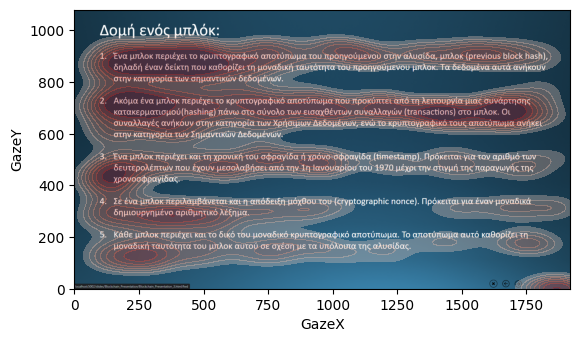 Δομή ενός μπλόκ:
1. Ένα μπλοκ περιέχει το κρυπτογραφικό αποτύπωμα του προηγούμενου στην αλυσίδα, μπλοκ (previous block hash),
δηλαδή έναν δείκτη που καθορίζει τη μοναδική ταυτότητα του προηγούμενου μπλοκ. Τα δεδομένα αυτά ανήκουν
στην κατηγορία των σημαντικών δεδομένων.
2. Ακόμα ένα μπλοκ περιέχει το κρυπτογραφικό αποτύπωμα που προκύπτει από τη λειτουργία μιας συνάρτησης
κατακερματισμού(hashing) πάνω στο σύνολο των εισαχθέντων συναλλαγών (transactions) στο μπλοκ. Οι
συναλλαγές ανήκουν στην κατηγορία των Χρήσιμων Δεδομένων, ενώ το κρυπτογραφικό τους αποτύπωμα ανήκει
στην κατηγορία των Σημαντικών Δεδομένων.
3. Ένα μπλοκ περιέχει και τη χρονική του σφραγίδα ή χρόνο-σφραγίδα (timestamp). Πρόκειται για τον αριθμό των
δευτερολέπτων που έχουν μεσολαβήσει από την 1η Ιανουαρίου του 1970 μέχρι την στιγμή της παραγωγής της
χρονοσφραγίδας.
4. Σε ένα μπλοκ περιλαμβάνεται και η απόδειξη μόχθου του (cryptographic nonce). Πρόκειται για έναν μοναδικά
δημιουργημένο αριθμητικό λέξημα.
5. Κάθε μπλοκ περιέχει και το δικό του μοναδικό κρυπτογραφικό αποτύπωμα. Το αποτύπωμα αυτό καθορίζει τη
μοναδική ταυτότητα του μπλοκ αυτού σε σχέση με τα υπόλοιπα της αλυσίδας.
GazeY
1000
800
600
400
200
0
0 250 500 750 1000 1250 1500 1750
GazeX